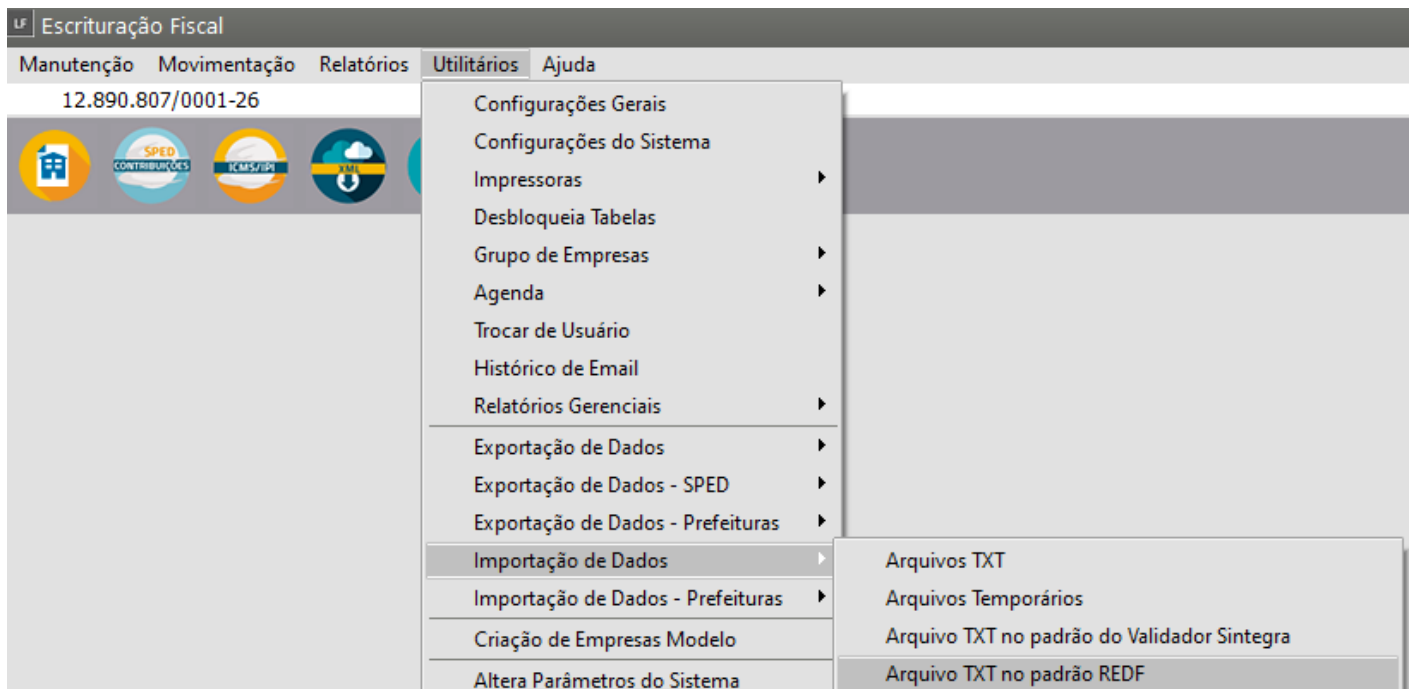 LF Escrituração Fiscal
Manutenção Movimentação Relatórios Utilitários Ajuda
12.890.807/0001-26
SPED
CONTRIBUIÇÕES
ICMS/IPI
XML
Configurações Gerais
Configurações do Sistema
Impressoras
Desbloqueia Tabelas
Grupo de Empresas
Agenda
Trocar de Usuário
Histórico de Email
Relatórios Gerenciais
Exportação de Dados
Exportação de Dados - SPED
Exportação de Dados - Prefeituras
Importação de Dados
Importação de Dados - Prefeituras
Criação de Empresas Modelo
Altera Parâmetros do Sistema
Arquivos TXT
Arquivos Temporários
Arquivo TXT no padrão do Validador Sintegra
Arquivo TXT no padrão REDF